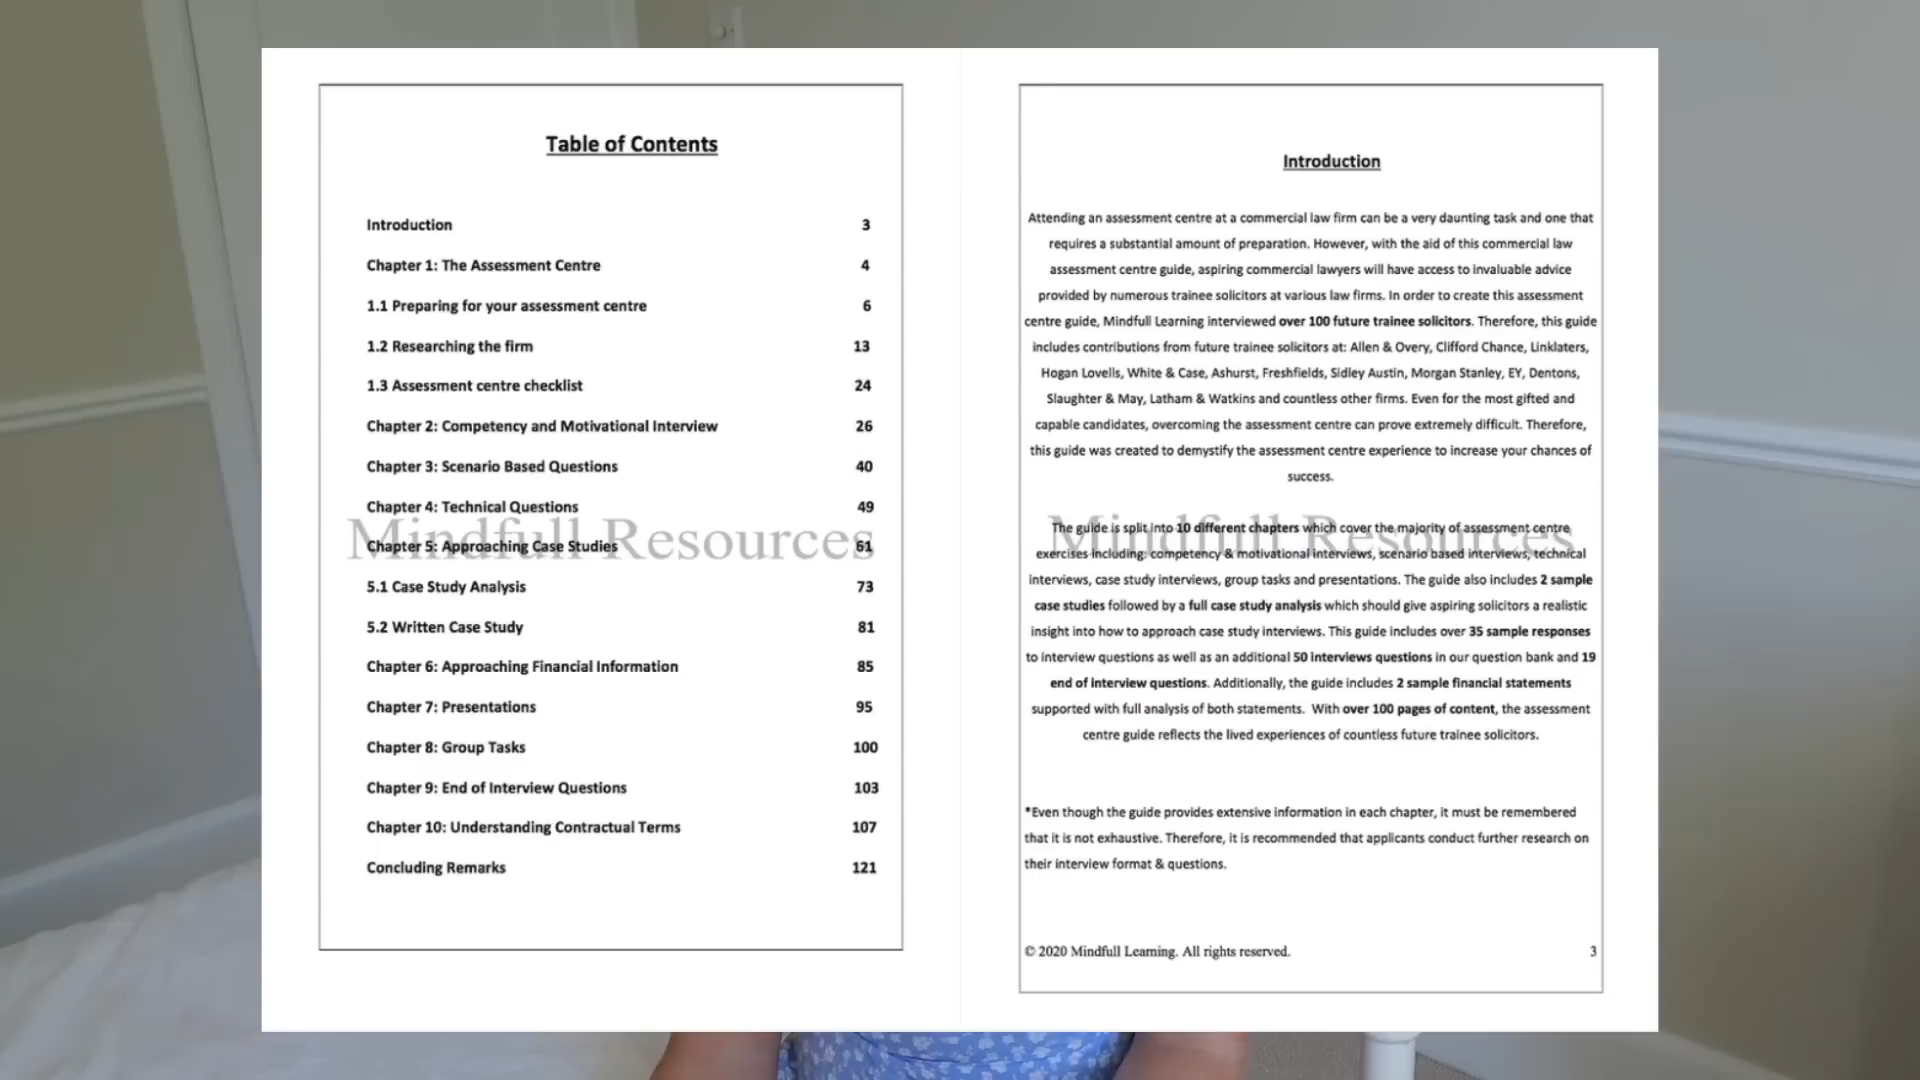 Table of Contents
Introduction 3
Chapter 1: The Assessment Centre 4
1.1 Preparing for your assessment centre 6
1.2 Researching the firm 13
1.3 Assessment centre checklist 24
Chapter 2: Competency and Motivational Interview 26
Chapter 3: Scenario Based Questions 40
Chapter 4: Technical Questions 49
Mindfull Resources
Chapter 5: Approaching Case Studies 61
5.1 Case Study Analysis 73
5.2 Written Case Study 81
Chapter 6: Approaching Financial Information 85
Chapter 7: Presentations 95
Chapter 8: Group Tasks 100
Chapter 9: End of Interview Questions 103
Chapter 10: Understanding Contractual Terms 107
Concluding Remarks 121
Introduction
Attending an assessment centre at a commercial law firm can be a very daunting task and one that
requires a substantial amount of preparation. However, with the aid of this commercial law
assessment centre guide, aspiring commercial lawyers will have access to invaluable advice
provided by numerous trainee solicitors at various law firms. In order to create this assessment
centre guide, Mindfull Learning interviewed over 100 future trainee solicitors. Therefore, this guide
includes contributions from future trainee solicitors at: Allen & Overy, Clifford Chance, Linklaters,
Hogan Lovells, White & Case, Ashurst, Freshfields, Sidley Austin, Morgan Stanley, EY, Dentons,
Slaughter & May, Latham & Watkins and countless other firms. Even for the most gifted and
capable candidates, overcoming the assessment centre can prove extremely difficult. Therefore,
this guide was created to demystify the assessment centre experience to increase your chances of
success.
The guide is split into 10 different chapters which cover the majority of assessment centre
Mindfull Resources
exercises including: competency & motivational interviews, scenario based interviews, technical
interviews, case study interviews, group tasks and presentations. The guide also includes 2 sample
case studies followed by a full case study analysis which should give aspiring solicitors a realistic
insight into how to approach case study interviews. This guide includes over 35 sample responses
to interview questions as well as an additional 50 interviews questions in our question bank and 19
end of interview questions. Additionally, the guide includes 2 sample financial statements
supported with full analysis of both statements. With over 100 pages of content, the assessment
centre guide reflects the lived experiences of countless future trainee solicitors.
*Even though the guide provides extensive information in each chapter, it must be remembered
that it is not exhaustive. Therefore, it is recommended that applicants conduct further research on
their interview format & questions.
© 2020 Mindfull Learning. All rights reserved. 3